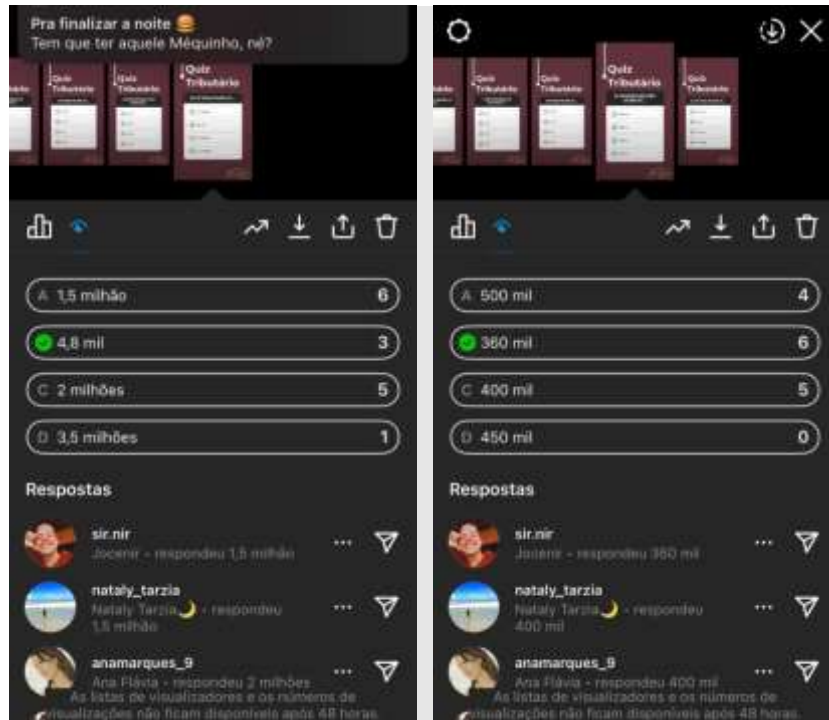 Pra finalizar a noite 🍔
Tem que ter aquele Méquinho, né?
Quiz
Tributário
Quiz
Tributário
Quiz
Tributário
A 1,5 milhão 6
4,8 mil 3
C 2 milhões 5
D 3,5 milhões 1
Respostas
sir.nir
Jocenir - respondeu 1,5 milhão
nataly_tarzia
Nataly Tarzia🌙 - respondeu
1,5 milhão
anamarques_9
Ana Flávia - respondeu 2 milhões
As listas de visualizadores e os números de
visualizações não ficam disponíveis após 48 horas
Quiz
Tributário
Quiz
Tributário
Quiz
Tributário
Quiz
Tributário
A 500 mil 4
360 mil 6
C 400 mil 5
D 450 mil 0
Respostas
sir.nir
Jocenir - respondeu 360 mil
nataly_tarzia
Nataly Tarzia🌙 - respondeu
400 mil
anamarques_9
Ana Flávia - respondeu 400 mil
As listas de visualizadores e os números de
visualizações não ficam disponíveis após 48 horas